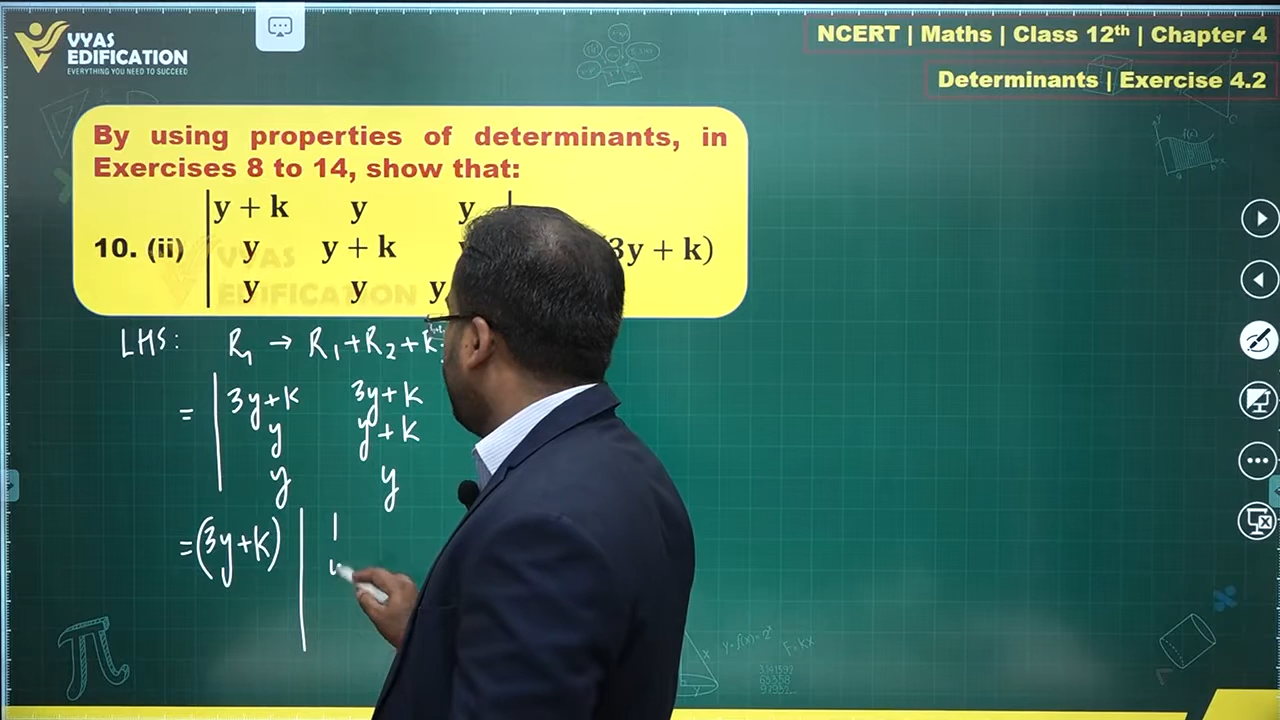 VYAS
EDIFICATION
EVERYTHING YOU NEED TO SUCCEED
NCERT | Maths | Class 12th | Chapter 4
Determinants | Exercise 4.2
By using properties of determinants, in
Exercises 8 to 14, show that:
y + k y y
10. (ii) y y + k 3y + k)
y y y
LHS: R1 → R1 + R2 +
= | 3y+k 3y+k
y y+k
y y
= (3y+k) | 1